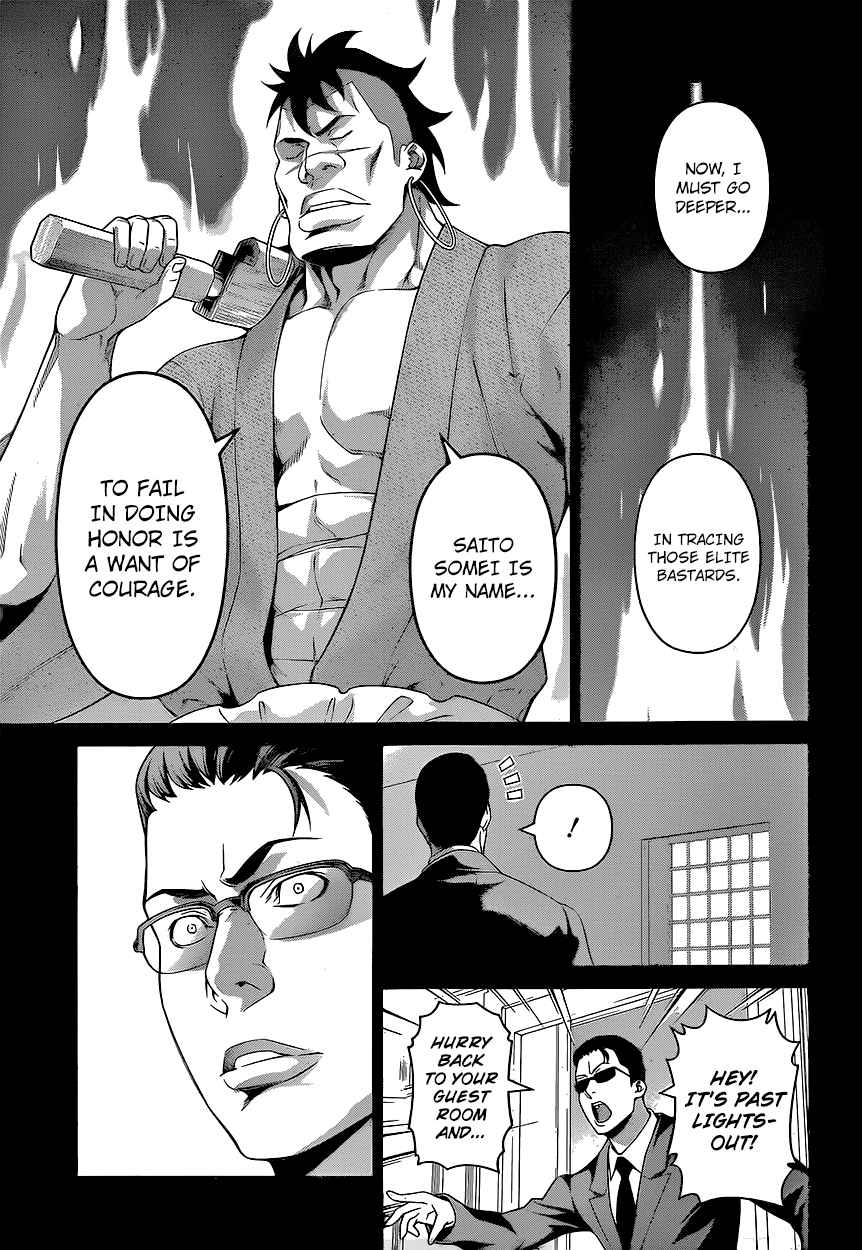 NOW, I
MUST GO
DEEPER...
IN TRACING
THOSE ELITE
BASTARDS.
SAITO
SOMEI IS
MY NAME...
TO FAIL
IN DOING
HONOR IS
A WANT OF
COURAGE.
!
HEY!
IT'S PAST
LIGHTS-
OUT!
HURRY
BACK
TO YOUR
GUEST
ROOM
AND...